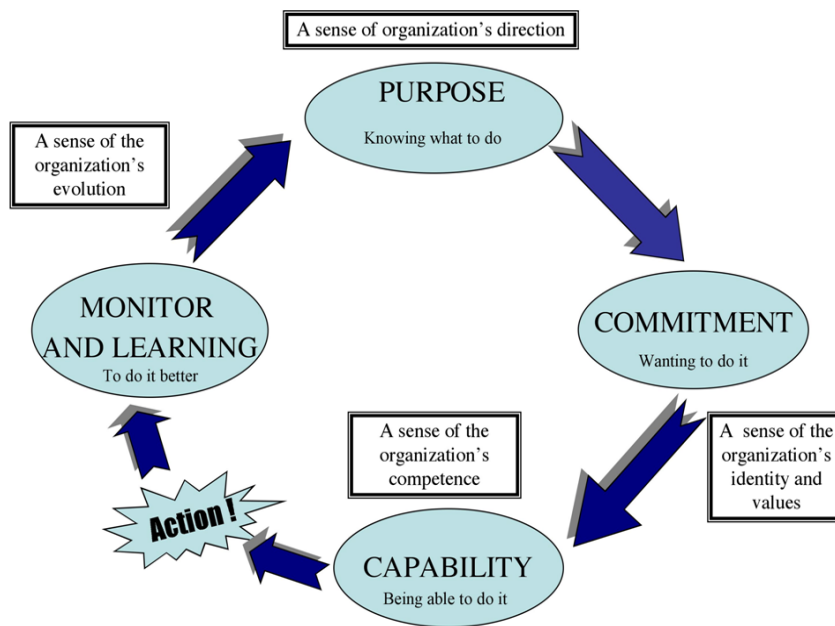 A sense of organization's direction
PURPOSE
Knowing what to do
A sense of the
organization's
evolution
MONITOR
AND LEARNING
To do it better
COMMITMENT
Wanting to do it
A sense of the
organization's
competence
A sense of the
organization's
identity and
values
Action !
CAPABILITY
Being able to do it